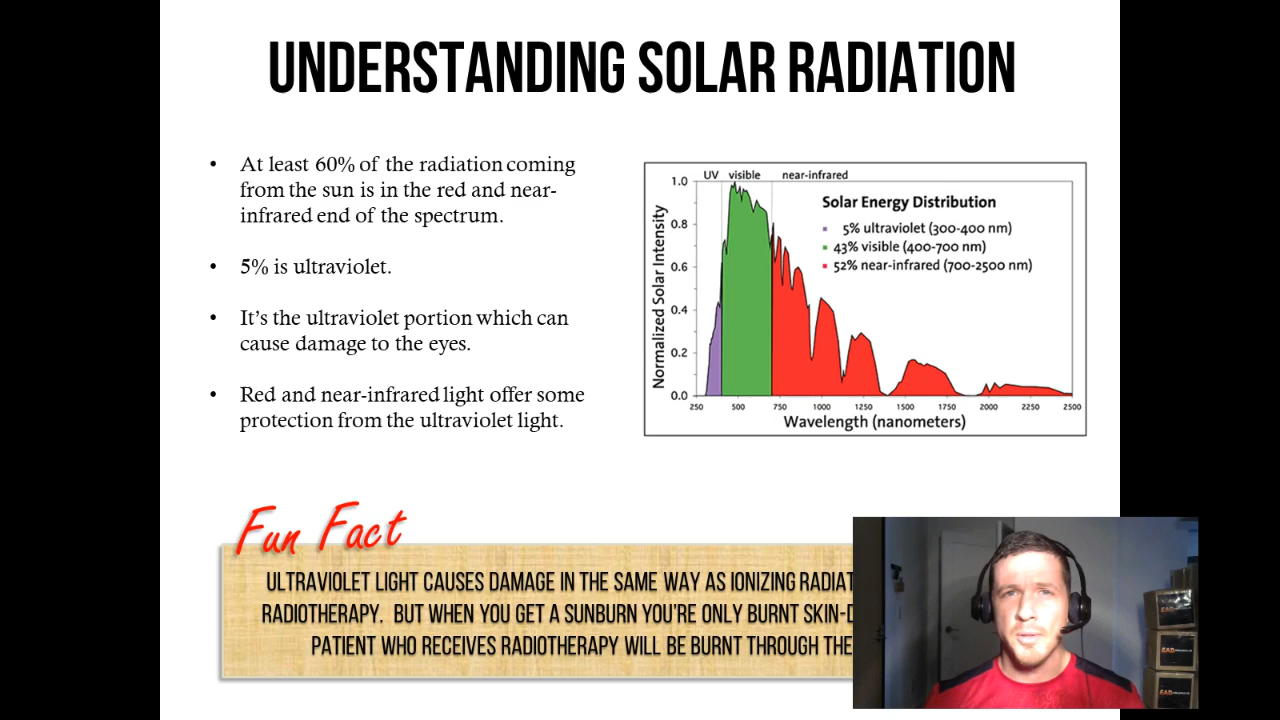 UNDERSTANDING SOLAR RADIATION
• At least 60% of the radiation coming
from the sun is in the red and near-
infrared end of the spectrum.
• 5% is ultraviolet.
• It's the ultraviolet portion which can
cause damage to the eyes.
• Red and near-infrared light offer some
protection from the ultraviolet light.
UV visible near-infrared
Solar Energy Distribution
5% ultraviolet (300-400 nm)
43% visible (400-700 nm)
52% near-infrared (700-2500 nm)
Normalized Solar Intensity
1.0
0.8
0.6
0.4
0.2
0.0
250 500 750 1000 1250 1500 1750 2000 2250 2500
Wavelength (nanometers)
Fun Fact
ULTRAVIOLET LIGHT CAUSES DAMAGE IN THE SAME WAY AS IONIZING RADIAT
RADIOTHERAPY. BUT WHEN YOU GET A SUNBURN YOU'RE ONLY BURNT SKIN-D
PATIENT WHO RECEIVES RADIOTHERAPY WILL BE BURNT THROUGH THE
EAD
EAD
EAD